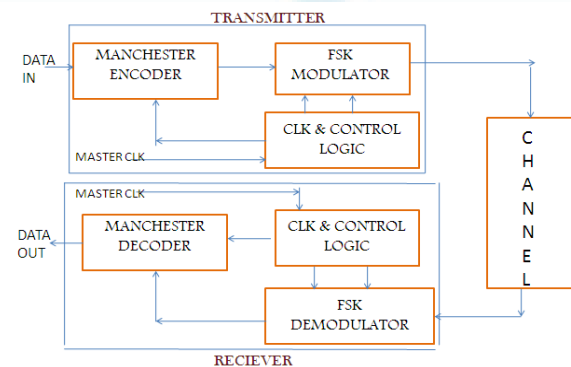 TRANSMITTER
DATA
IN
MANCHESTER
ENCODER
FSK
MODULATOR
CLK & CONTROL
LOGIC
MASTER CLK
C
H
A
N
N
E
L
MASTER CLK
DATA
OUT
MANCHESTER
DECODER
CLK & CONTROL
LOGIC
FSK
DEMODULATOR
RECIEVER